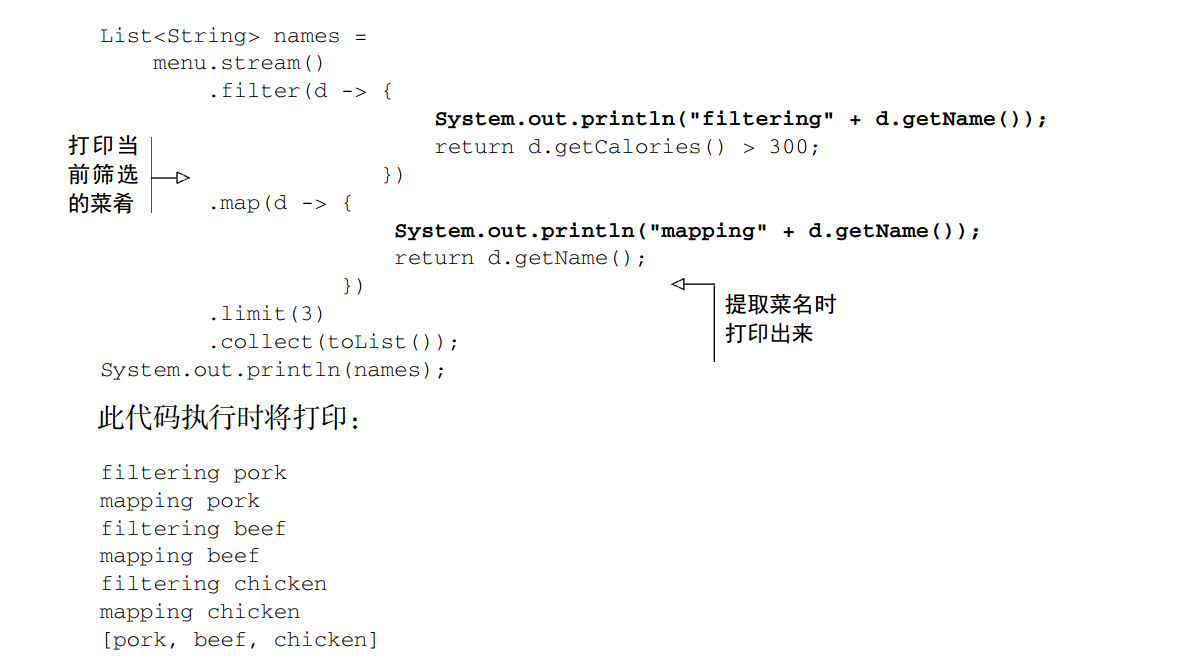 List<String> names =
menu.stream()
.filter(d -> {
System.out.println("filtering" + d.getName());
return d.getCalories() > 300;
})
打印当
前筛选
的菜肴
.map(d -> {
System.out.println("mapping" + d.getName());
return d.getName();
})
提取菜名时
打印出来
.limit(3)
.collect(toList());
System.out.println(names);
此代码执行时将打印：
filtering pork
mapping pork
filtering beef
mapping beef
filtering chicken
mapping chicken
[pork, beef, chicken]